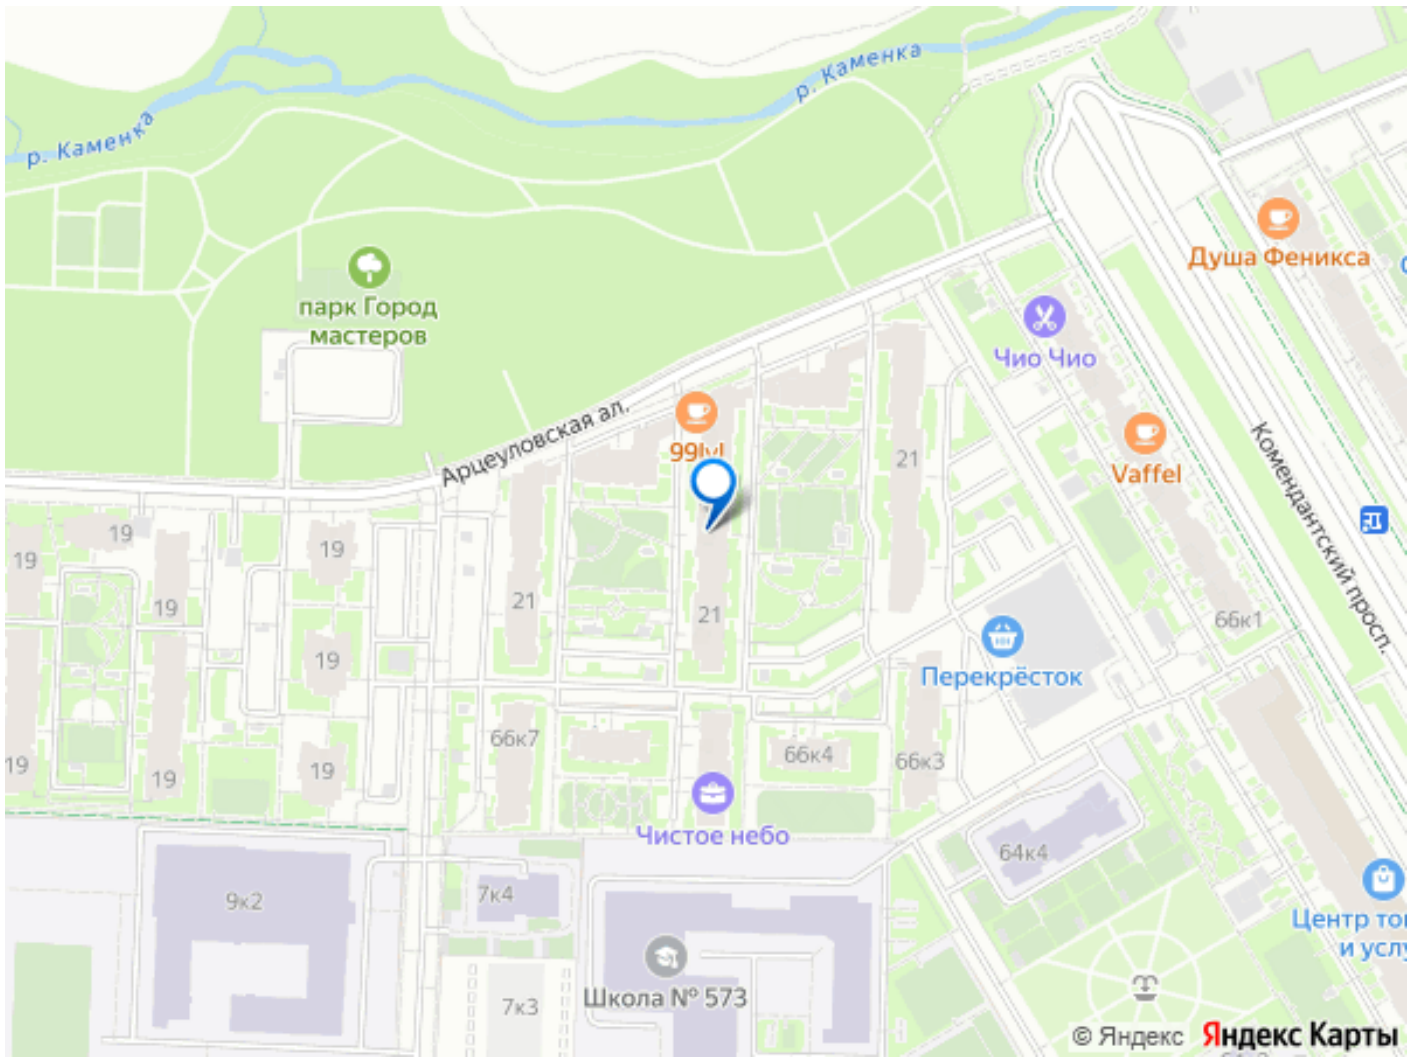 р. Каменка
р. Каменка
Душа Феникса
парк Город
мастеров
Чио Чио
Арцеуловская ал.
99lvl
Vaffel
Комендантский просп.
21
19
19
19
19
21
21
66к1
19
Перекрёсток
66к7
66к4
66к3
19
19
19
Чистое небо
64к4
9к2
7к4
Центр то
и услу
Школа № 573
7к3
© Яндекс Яндекс Карты